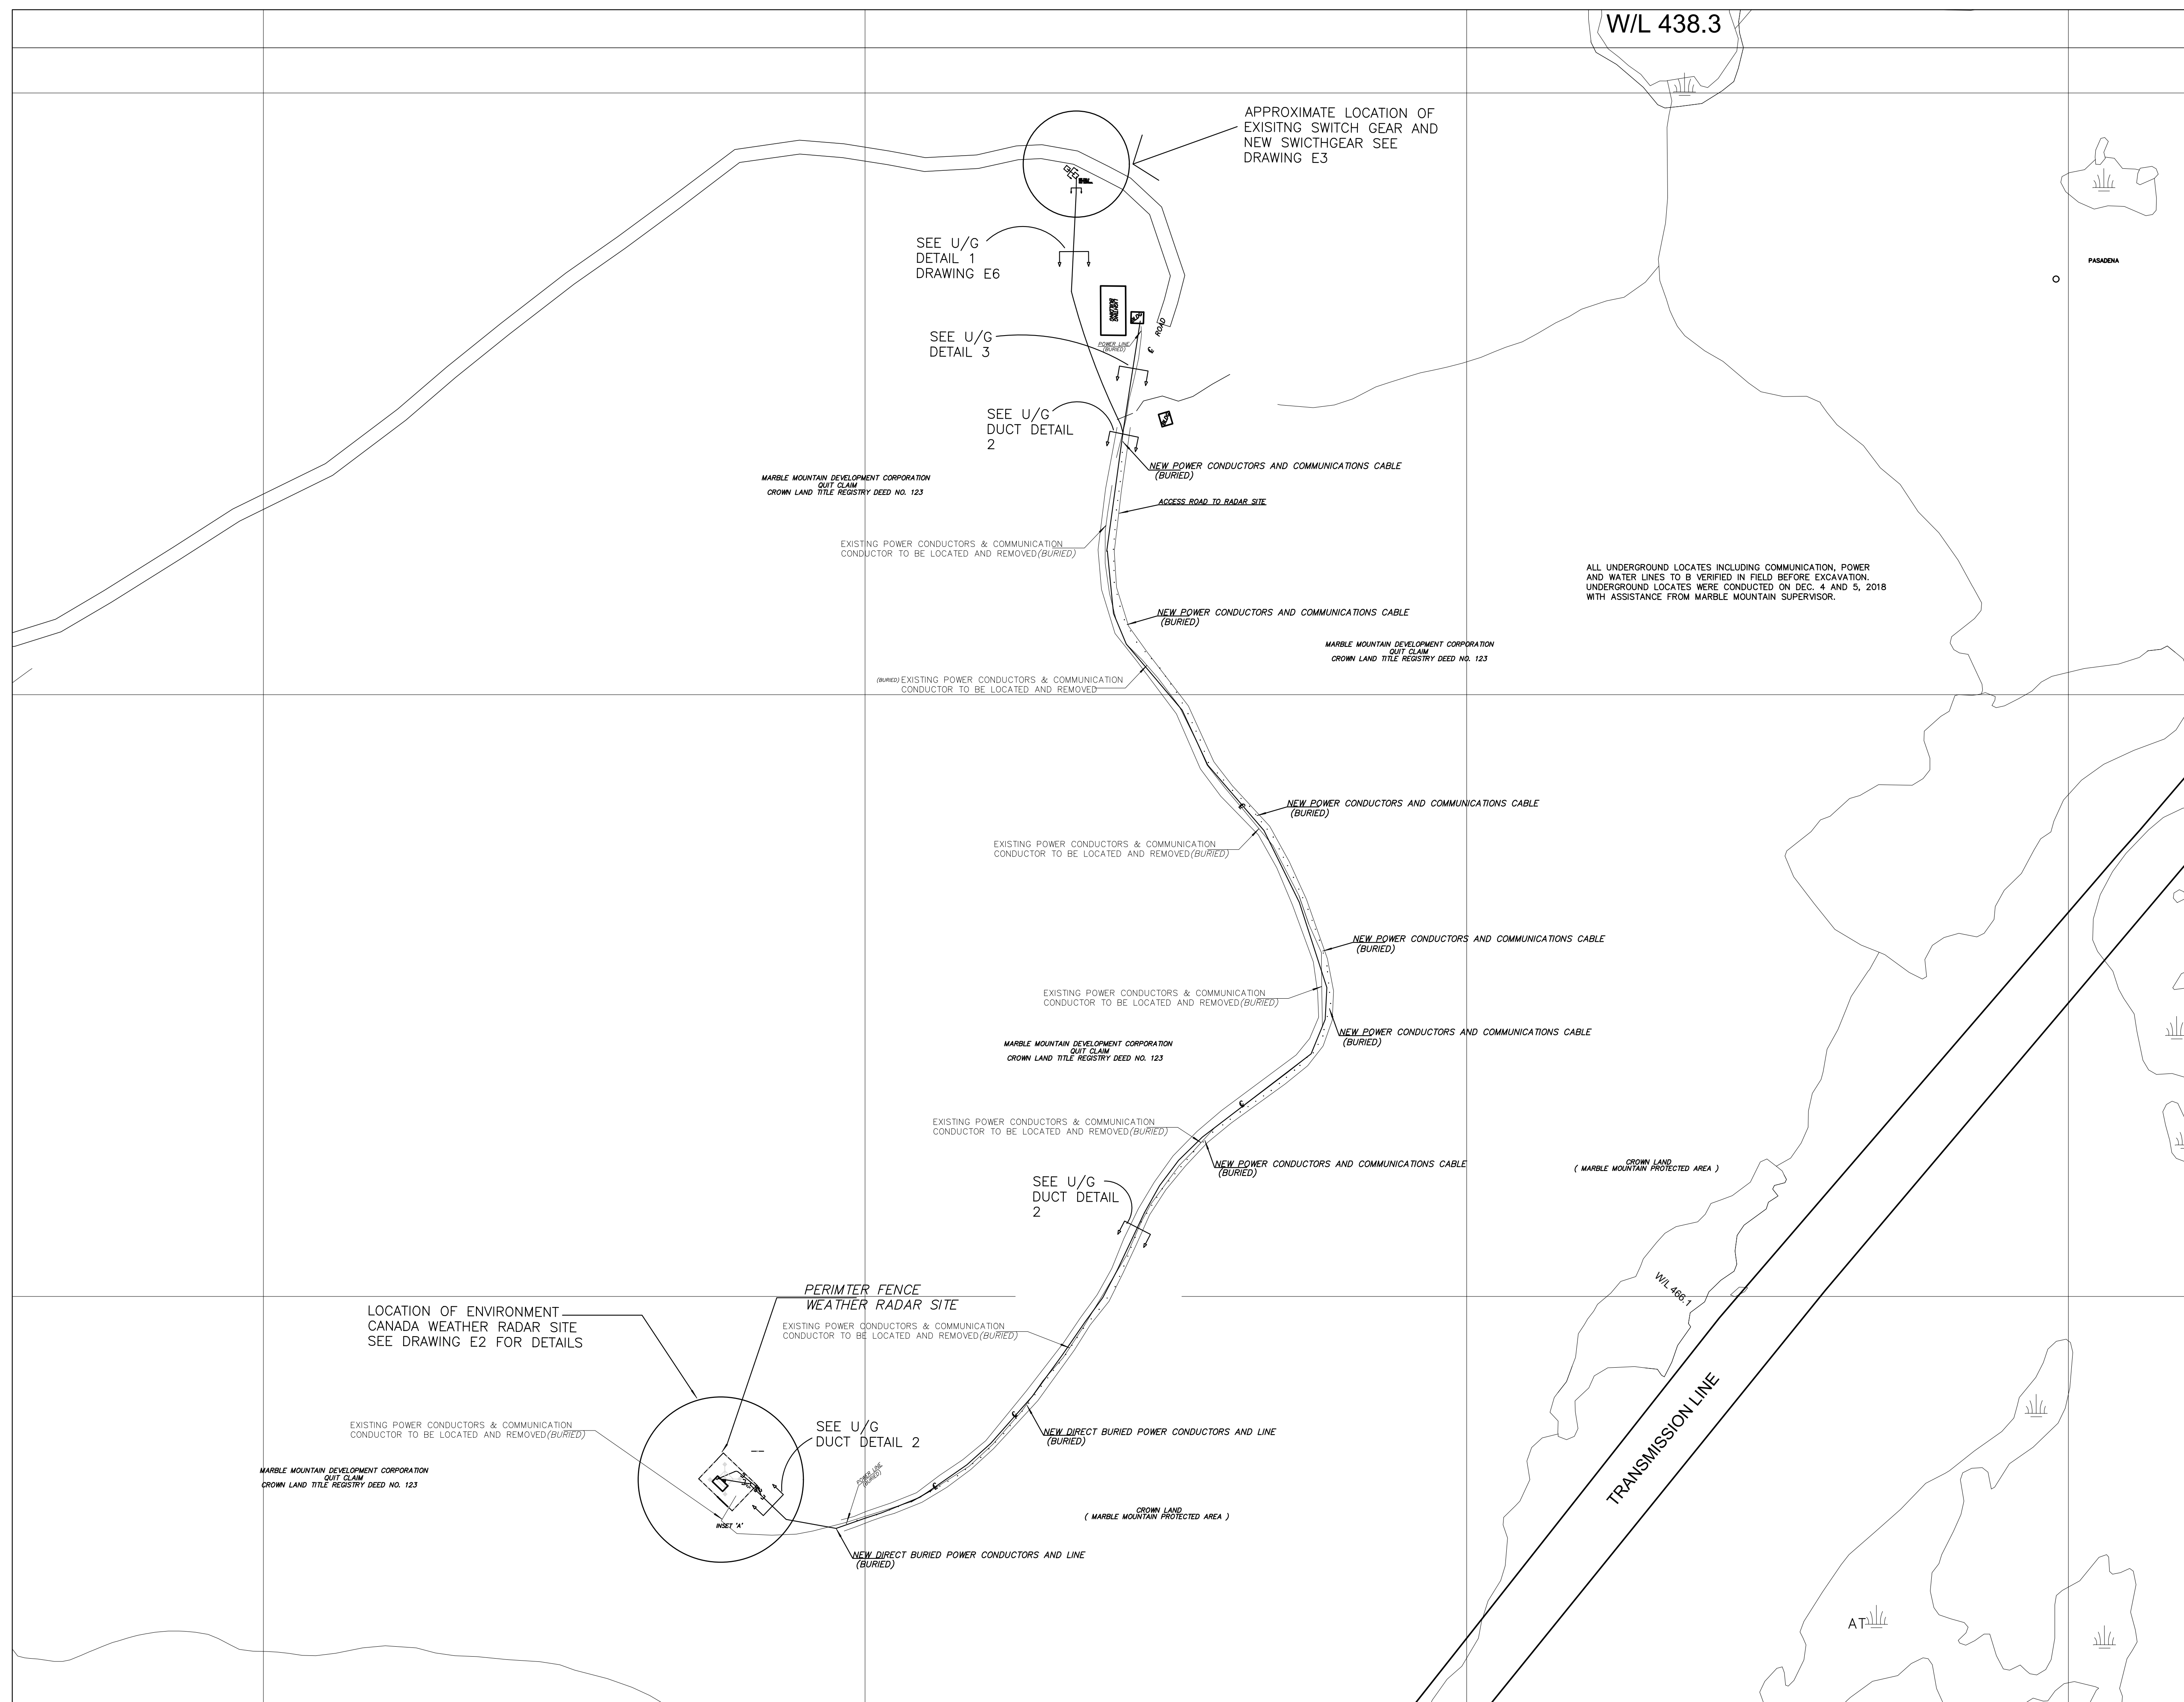 W/L 438.3
APPROXIMATE LOCATION OF
EXISITNG SWITCH GEAR AND
NEW SWICTHGEAR SEE
DRAWING E3
SEE U/G
DETAIL 1
DRAWING E6
PASADENA
ROAD
SEE U/G
DETAIL 3
POWER LINE
(BURIED)
SEE U/G
DUCT DETAIL
2
NEW POWER CONDUCTORS AND COMMUNICATIONS CABLE
(BURIED)
MARBLE MOUNTAIN DEVELOPMENT CORPORATION
QUIT CLAIM
CROWN LAND TITLE REGISTRY DEED NO. 123
ACCESS ROAD TO RADAR SITE
EXISTING POWER CONDUCTORS & COMMUNICATION
CONDUCTOR TO BE LOCATED AND REMOVED(BURIED)
ALL UNDERGROUND LOCATES INCLUDING COMMUNICATION, POWER
AND WATER LINES TO B VERIFIED IN FIELD BEFORE EXCAVATION.
UNDERGROUND LOCATES WERE CONDUCTED ON DEC. 4 AND 5, 2018
WITH ASSISTANCE FROM MARBLE MOUNTAIN SUPERVISOR.
NEW POWER CONDUCTORS AND COMMUNICATIONS CABLE
(BURIED)
MARBLE MOUNTAIN DEVELOPMENT CORPORATION
QUIT CLAIM
CROWN LAND TITLE REGISTRY DEED NO. 123
(BURIED) EXISTING POWER CONDUCTORS & COMMUNICATION
CONDUCTOR TO BE LOCATED AND REMOVED
NEW POWER CONDUCTORS AND COMMUNICATIONS CABLE
(BURIED)
EXISTING POWER CONDUCTORS & COMMUNICATION
CONDUCTOR TO BE LOCATED AND REMOVED(BURIED)
NEW POWER CONDUCTORS AND COMMUNICATIONS CABLE
(BURIED)
EXISTING POWER CONDUCTORS & COMMUNICATION
CONDUCTOR TO BE LOCATED AND REMOVED(BURIED)
NEW POWER CONDUCTORS AND COMMUNICATIONS CABLE
(BURIED)
MARBLE MOUNTAIN DEVELOPMENT CORPORATION
QUIT CLAIM
CROWN LAND TITLE REGISTRY DEED NO. 123
EXISTING POWER CONDUCTORS & COMMUNICATION
CONDUCTOR TO BE LOCATED AND REMOVED(BURIED)
NEW POWER CONDUCTORS AND COMMUNICATIONS CABLE
(BURIED)
CROWN LAND
( MARBLE MOUNTAIN PROTECTED AREA )
SEE U/G
DUCT DETAIL
2
W/L 466.1
PERIMTER FENCE
WEATHER RADAR SITE
LOCATION OF ENVIRONMENT
CANADA WEATHER RADAR SITE
SEE DRAWING E2 FOR DETAILS
EXISTING POWER CONDUCTORS & COMMUNICATION
CONDUCTOR TO BE LOCATED AND REMOVED(BURIED)
TRANSMISSION LINE
EXISTING POWER CONDUCTORS & COMMUNICATION
CONDUCTOR TO BE LOCATED AND REMOVED(BURIED)
SEE U/G
DUCT DETAIL 2
NEW DIRECT BURIED POWER CONDUCTORS AND LINE
(BURIED)
MARBLE MOUNTAIN DEVELOPMENT CORPORATION
QUIT CLAIM
CROWN LAND TITLE REGISTRY DEED NO. 123
POWER LINE
(BURIED)
INSET 'A'
CROWN LAND
( MARBLE MOUNTAIN PROTECTED AREA )
NEW DIRECT BURIED POWER CONDUCTORS AND LINE
(BURIED)
AT